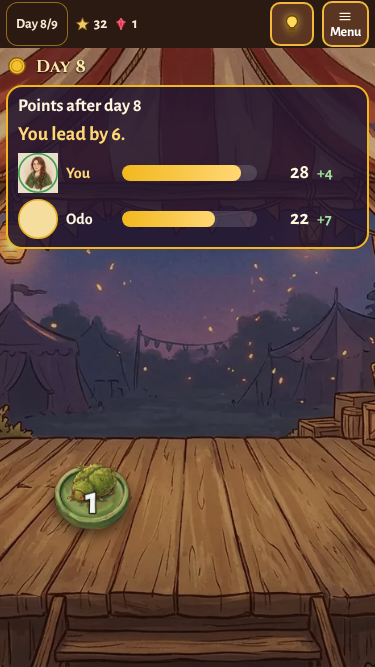 Day 8/9
32
1
Menu
Day 8
Points after day 8
You lead by 6.
You
28 +4
Odo
22 +7
1